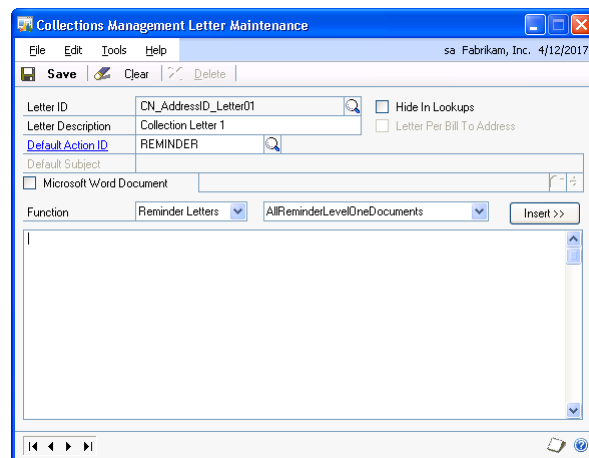 Collections Management Letter Maintenance
File Edit Tools Help sa Fabrikam, Inc. 4/12/2017
Save Clear Delete
Letter ID CN_AddressID_Letter01 Hide In Lookups
Letter Description Collection Letter 1 Letter Per Bill To Address
Default Action ID REMINDER
Default Subject
Microsoft Word Document
Function Reminder Letters AllReminderLevelOneDocuments Insert >>